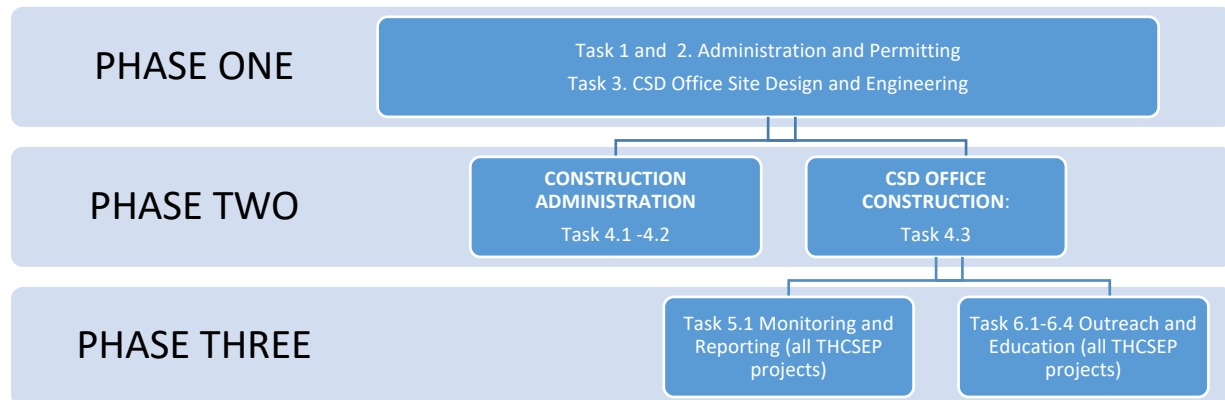 PHASE ONE
Task 1 and  2. Administration and Permitting
Task 3. CSD Office Site Design and Engineering
PHASE TWO
CONSTRUCTION
ADMINISTRATION
Task 4.1 -4.2
CSD OFFICE
CONSTRUCTION:
Task 4.3
PHASE THREE
Task 5.1 Monitoring and
Reporting (all THCSEP
projects)
Task 6.1-6.4 Outreach and
Education (all THCSEP
projects)